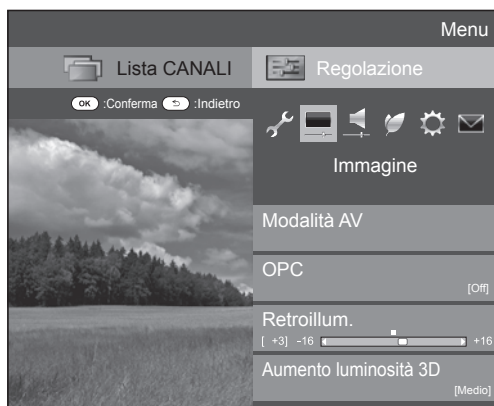 Menu
Lista CANALI
Regolazione
OK :Conferma :Indietro
Immagine
Modalità AV
OPC
[Off]
Retroillum.
[ +3] -16 +16
Aumento luminosità 3D
[Medio]